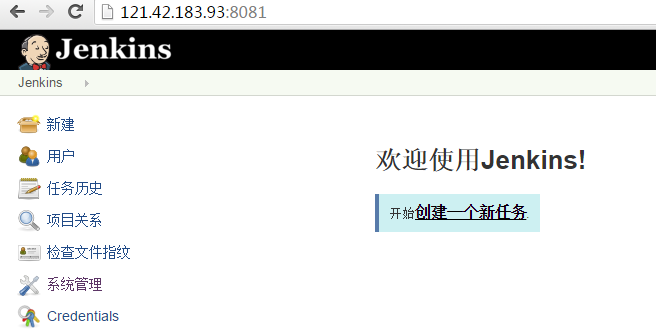 121.42.183.93:8081
Jenkins
Jenkins
新建
用户
任务历史
项目关系
检查文件指纹
系统管理
Credentials
欢迎使用Jenkins!
开始创建一个新任务.